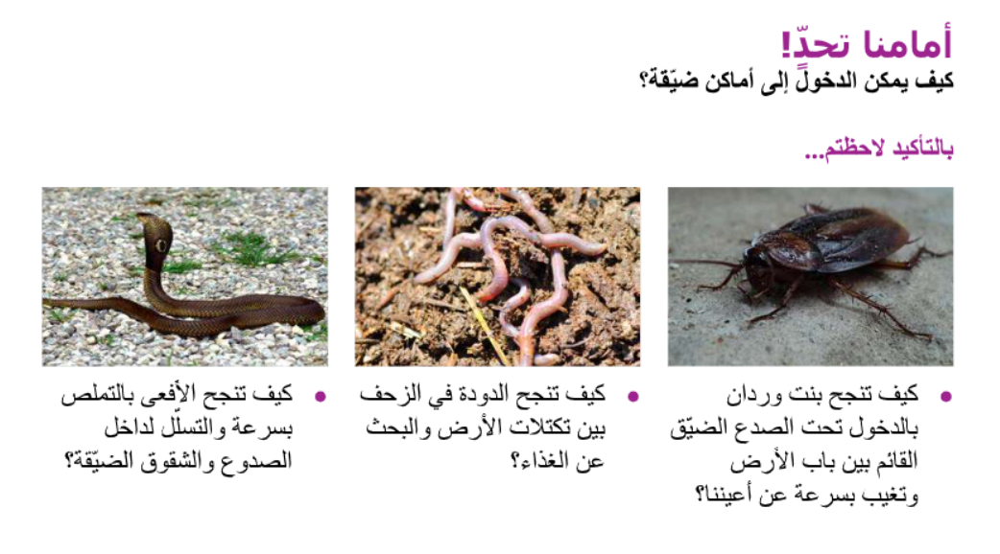 أمامنا تحدٍّ!
كيف يمكن الدخول إلى أماكن ضيّقة؟
بالتأكيد لاحظتم...
كيف تنجح بنت وردان
بالدخول تحت الصدع الضيّق
القائم بين باب الأرض
وتغيب بسرعة عن أعيننا؟
كيف تنجح الدودة في الزحف
بين تكتلات الأرض والبحث
عن الغذاء؟
كيف تنجح الأفعى بالتملص
بسرعة والتسلّل لداخل
الصدوع والشقوق الضيّقة؟